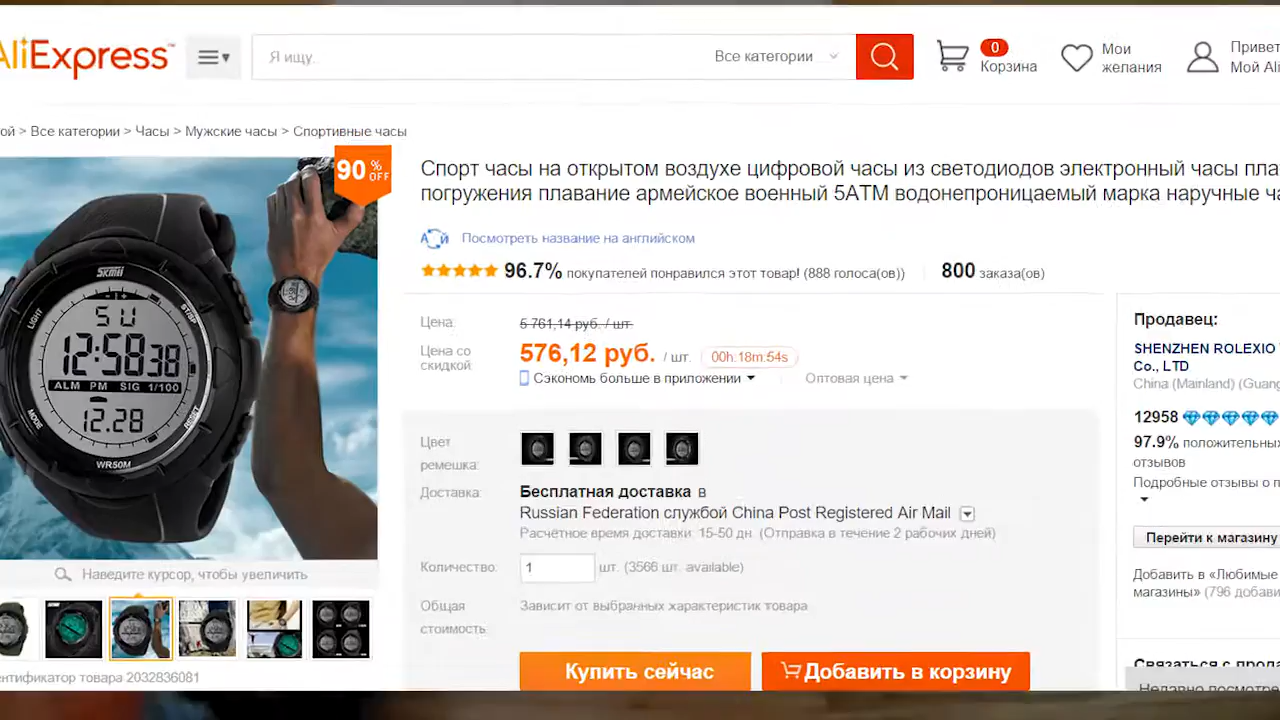 AliExpress™
Я ищу.
Все категории
0
Корзина
Мои
желания
Привет
Мой Ali
ой > Все категории > Часы > Мужские часы > Спортивные часы
90 % OFF
Спорт часы на открытом воздухе цифровой часы из светодиодов электронный часы пла
погружения плавание армейское военный 5ATM водонепроницаемый марка наручные ча
Посмотреть название на английском
96.7% покупателей понравился этот товар! (888 голоса(ов))
800 заказа(ов)
Цена:
5 761,14 руб. / шт.
Цена со
скидкой:
576,12 руб. / шт.
00h:18m:54s
Сэкономь больше в приложении
Оптовая цена
Цвет
ремешка:
Доставка:
Бесплатная доставка в
Russian Federation службой China Post Registered Air Mail
Расчётное время доставки: 15-50 дн. (Отправка в течение 2 рабочих дней)
Количество:
1
шт. (3566 шт. available)
Общая
стоимость:
Зависит от выбранных характеристик товара
Купить сейчас
Добавить в корзину
Продавец:
SHENZHEN ROLEXIO
Co., LTD
China (Mainland) (Guang
12958
97.9% положительных
отзывов
Подробные отзывы о п
Перейти к магазину
Добавить в «Любимые
магазины» (796 добави
Связаться с прода
Недавно посмотре
SKMEI
LIGHT
ST/SP
SU
12:58 38
ALM PM SIG 1/100
12.28
MODE
RESET
WR50M
Наведите курсор, чтобы увеличить
ентификатор товара 2032836081